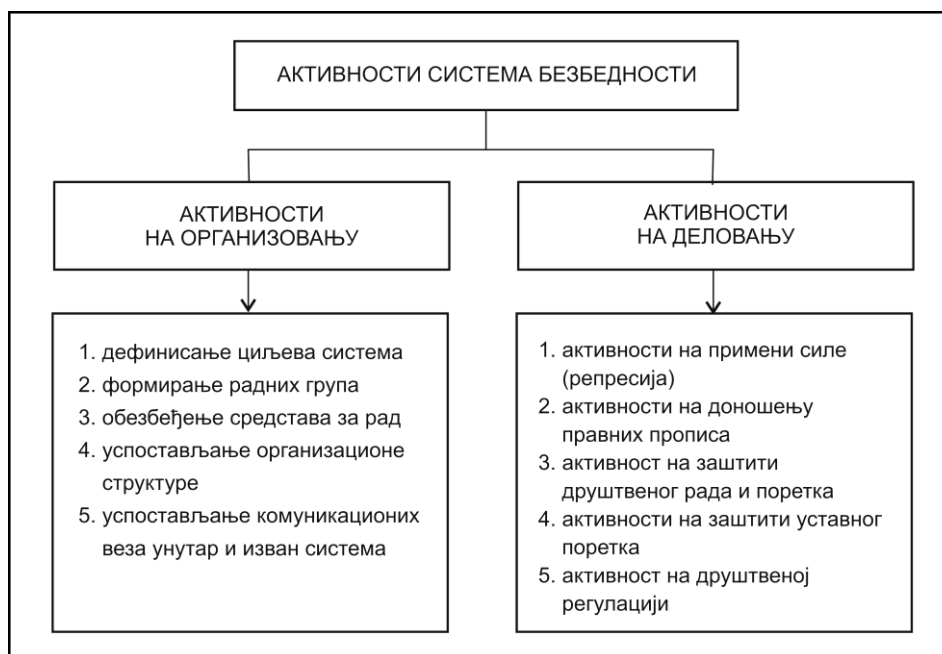 АКТИВНОСТИ СИСТЕМА БЕЗБЕДНОСТИ
АКТИВНОСТИ
НА ОРГАНИЗОВАЊУ
1. дефинисање циљева система
2. формирање радних група
3. обезбеђење средстава за рад
4. успостављање организационе
структуре
5. успостављање комуникационих
веза унутар и изван система
АКТИВНОСТИ
НА ДЕЛОВАЊУ
1. активности на примени силе
(репресија)
2. активности на доношењу
правних прописа
3. активност на заштити
друштвеног рада и поретка
4. активности на заштити уставног
поретка
5. активност на друштвеној
регулацији